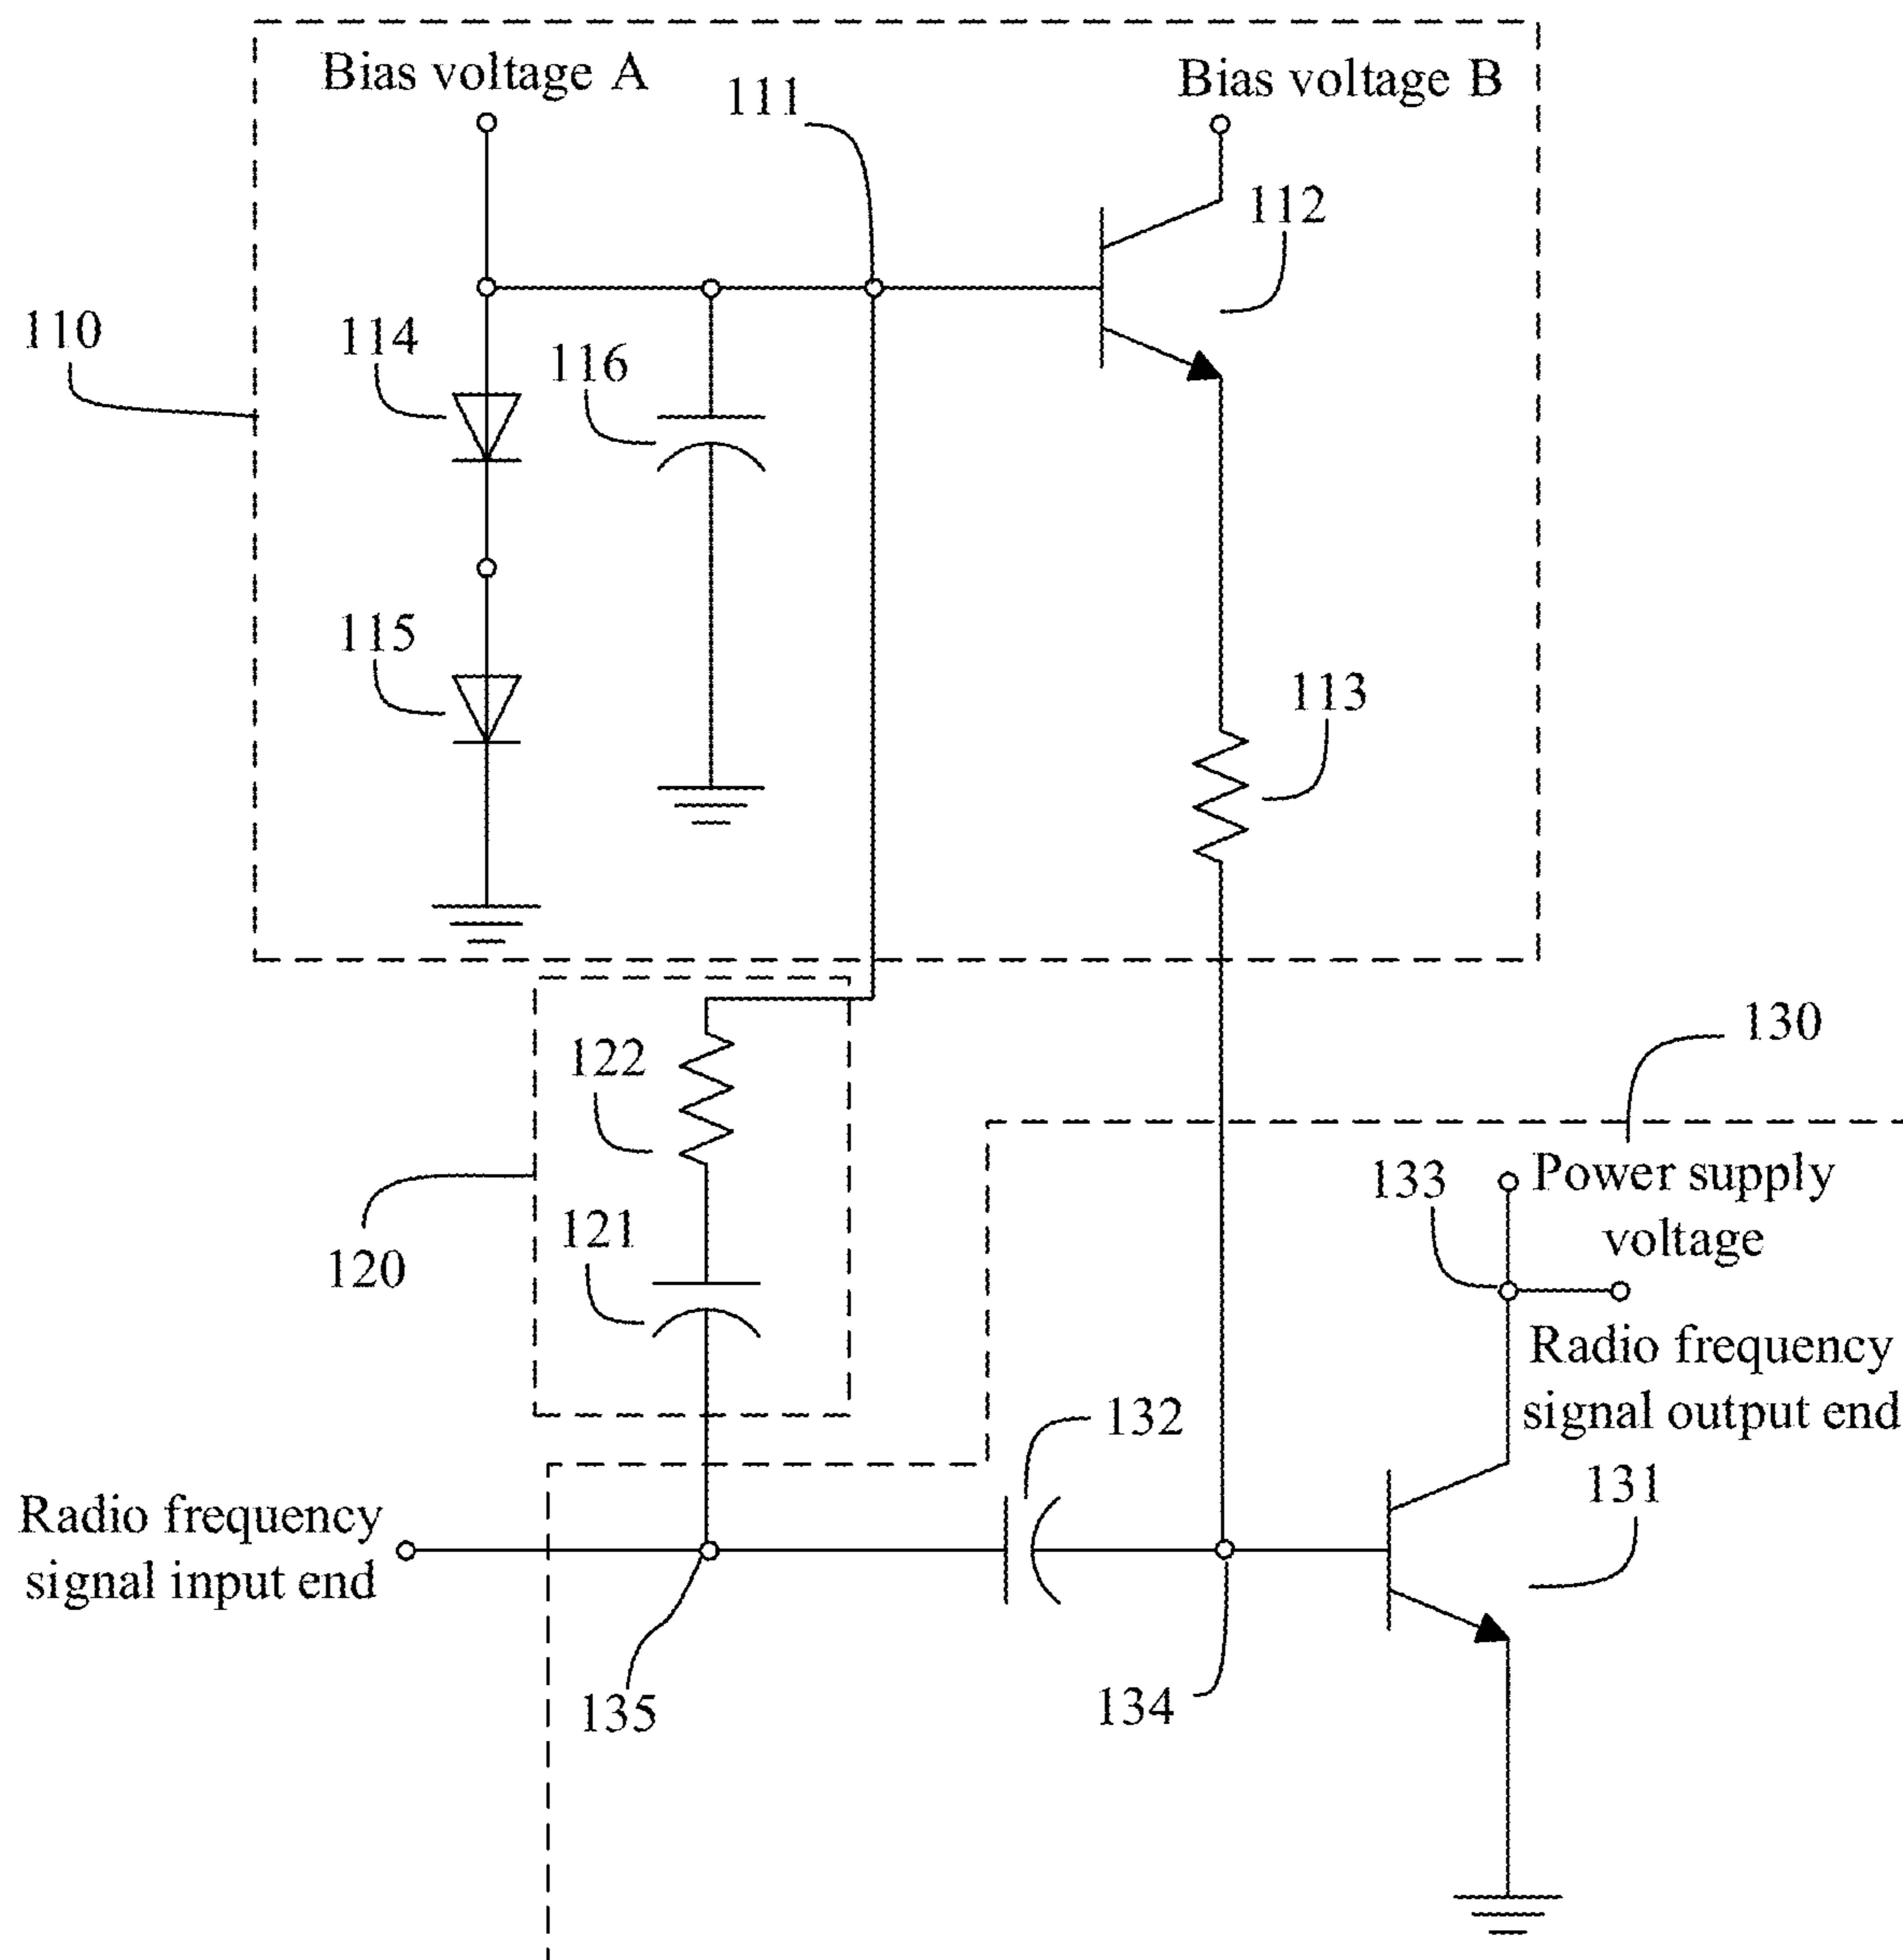 Bias voltage A
Bias voltage B
111
112
110
114
116
115
113
130
122
133
Power supply
voltage
121
120
Radio frequency
signal output end
132
131
Radio frequency
signal input end
135
134